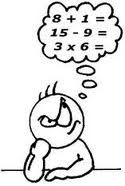 8 + 1 =
15 - 9 =
3 x 6 =